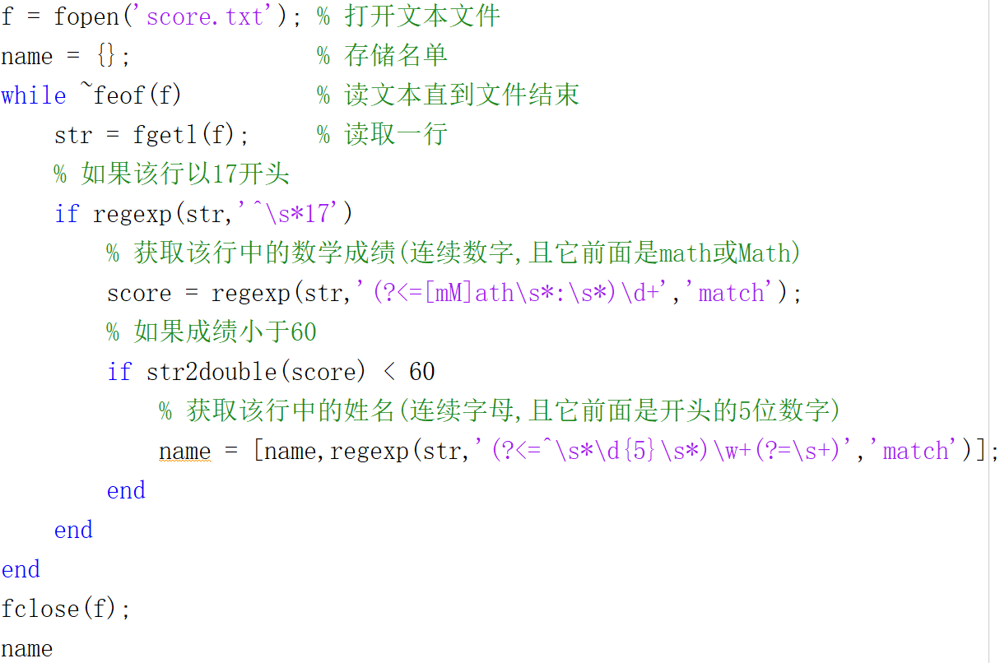 f = fopen('score.txt'); % 打开文本文件
name = {};              % 存储名单
while ~feof(f)          % 读文本直到文件结束
    str = fgetl(f);     % 读取一行
    % 如果该行以17开头
    if regexp(str,'^\s*17')
        % 获取该行中的数学成绩(连续数字,且它前面是math或Math)
        score = regexp(str,'(?<=[mM]ath\s*:\s*)\d+','match');
        % 如果成绩小于60
        if str2double(score) < 60
            % 获取该行中的姓名(连续字母,且它前面是开头的5位数字)
            name = [name,regexp(str,'(?<=^\s*\d{5}\s*)\w+(?=\s+)','match')];
        end
    end
end
fclose(f);
name